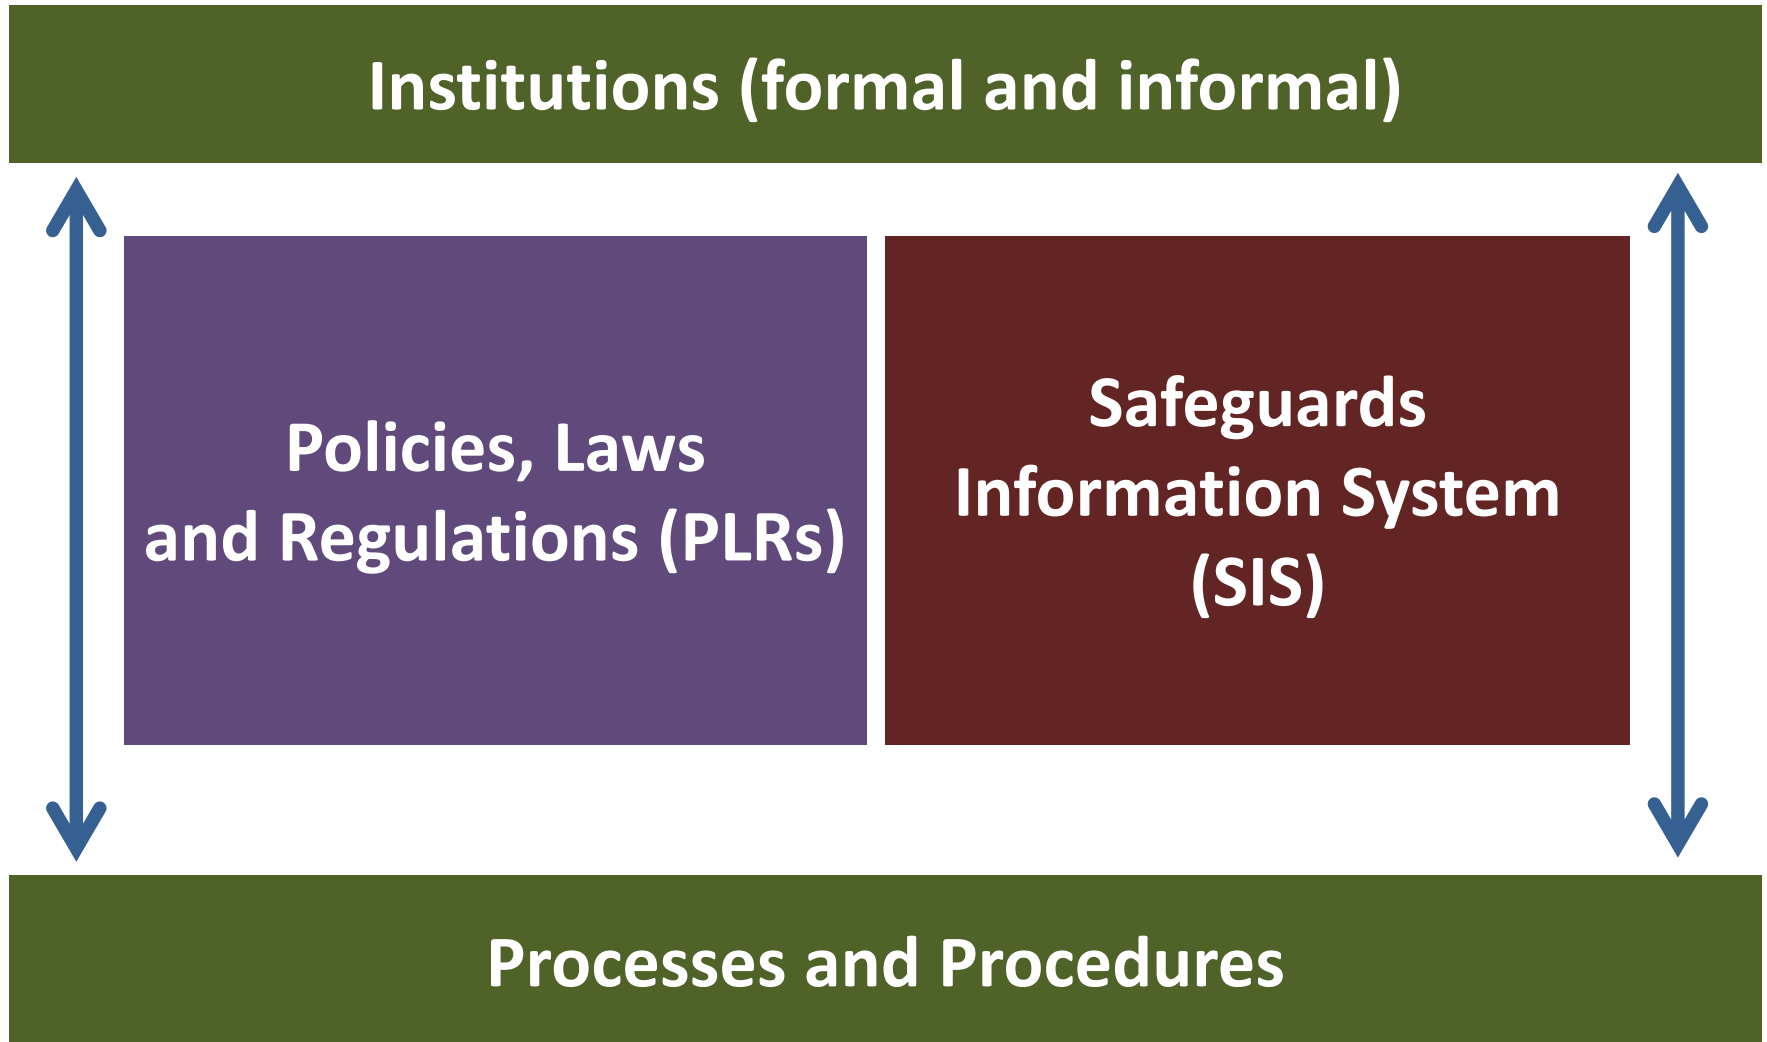 Institutions (formal and informal)
Policies, Laws
and Regulations (PLRs)
Safeguards
Information System
(SIS)
Processes and Procedures